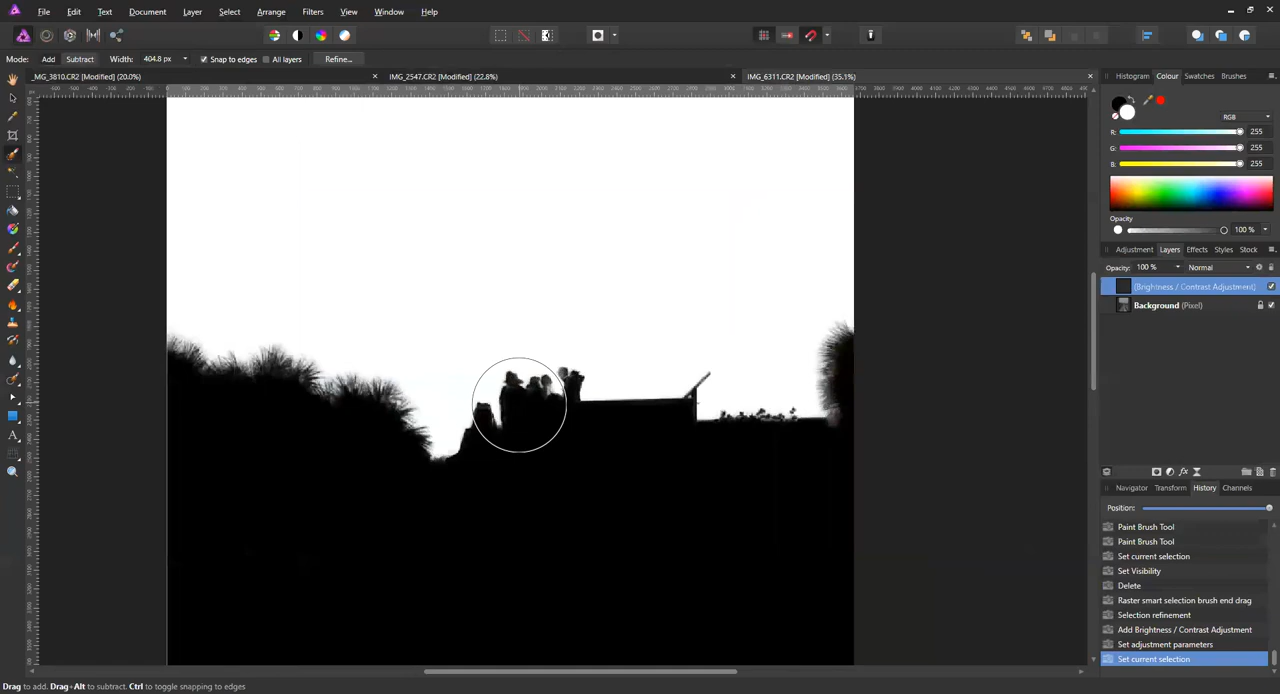 File Edit Text Document Layer Select Arrange Filters View Window Help
Mode: Add Subtract Width: 404.8 px Snap to edges All layers Refine...
_MG_3810.CR2 [Modified] (20.0%) IMG_2547.CR2 [Modified] (22.8%) IMG_6311.CR2 [Modified] (35.1%)
Histogram Colour Swatches Brushes
RGB
R: 255
G: 255
B: 255
Opacity
100 %
Adjustment Layers Effects Styles Stock
Opacity: 100 % Normal
(Brightness / Contrast Adjustment)
Background (Pixel)
Navigator Transform History Channels
Position:
Paint Brush Tool
Paint Brush Tool
Set current selection
Set Visibility
Delete
Raster smart selection brush end drag
Selection refinement
Add Brightness / Contrast Adjustment
Set adjustment parameters
Set current selection
Drag to add. Drag+Alt to subtract. Ctrl to toggle snapping to edges